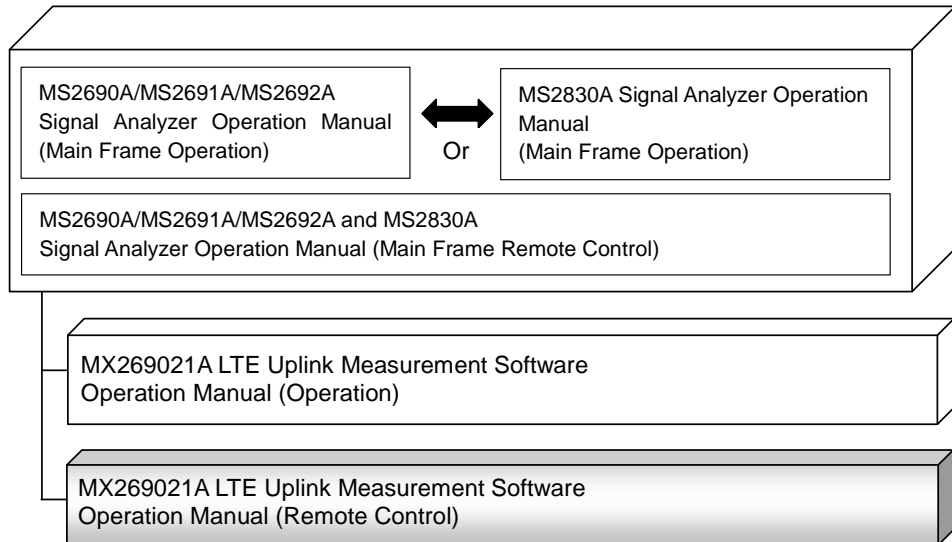 MS2690A/MS2691A/MS2692A
Signal Analyzer Operation Manual
(Main Frame Operation)
Or
MS2830A Signal Analyzer Operation
Manual
(Main Frame Operation)
MS2690A/MS2691A/MS2692A and MS2830A
Signal Analyzer Operation Manual (Main Frame Remote Control)
MX269021A LTE Uplink Measurement Software
Operation Manual (Operation)
MX269021A LTE Uplink Measurement Software
Operation Manual (Remote Control)